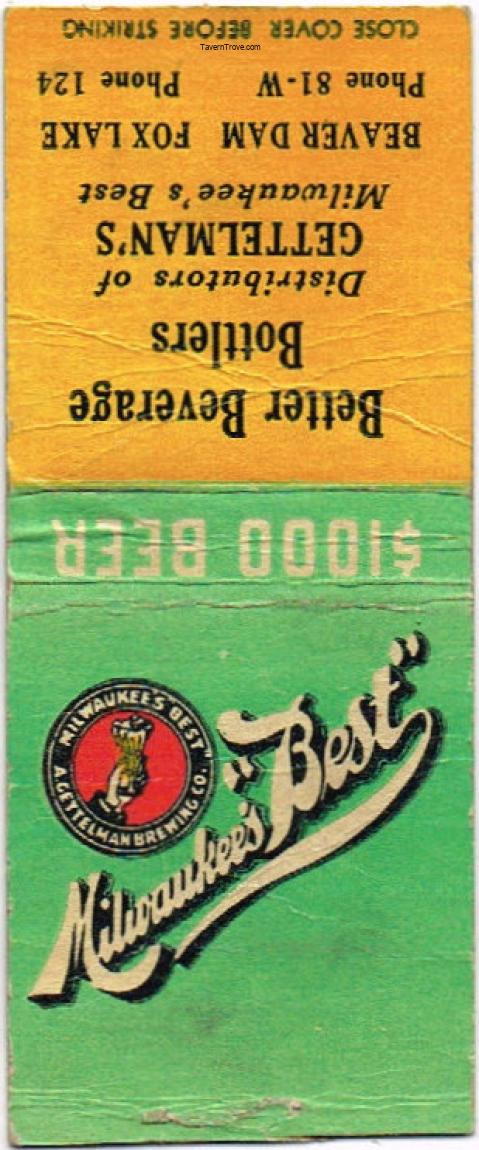 Better Beverage
Bottlers
Distributors of
GETTELMAN'S
Milwaukee's Best
BEAVER DAM FOX LAKE
Phone 81-W Phone 124
CLOSE COVER BEFORE STRIKING
TavernTrove.com
$1000 BEER
MILWAUKEE'S BEST
A. GETTELMAN BREWING CO.
Milwaukee's "Best"